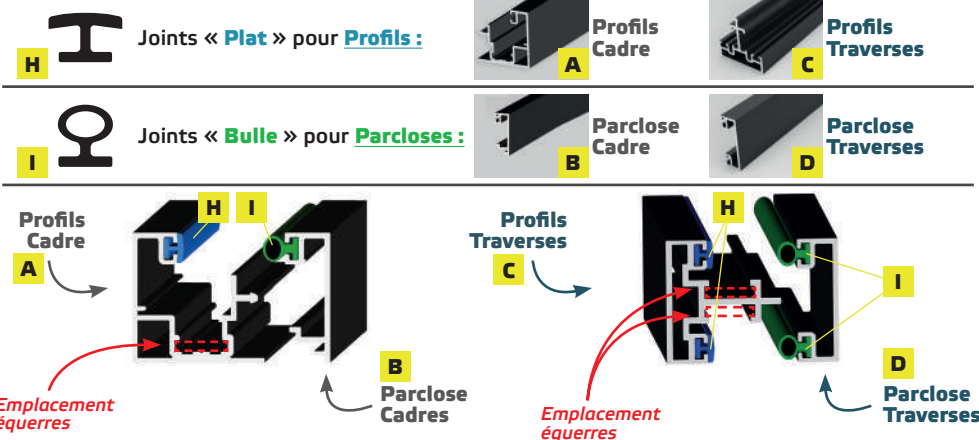 H
Joints « Plat » pour Profils :
A
Profils
Cadre
C
Profils
Traverses
I
Joints « Bulle » pour Parcloses :
B
Parclose
Cadre
D
Parclose
Traverses
Profils
Cadre
A
H
I
Emplacement
équerres
B
Parclose
Cadres
Profils
Traverses
C
H
I
Emplacement
équerres
D
Parclose
Traverses